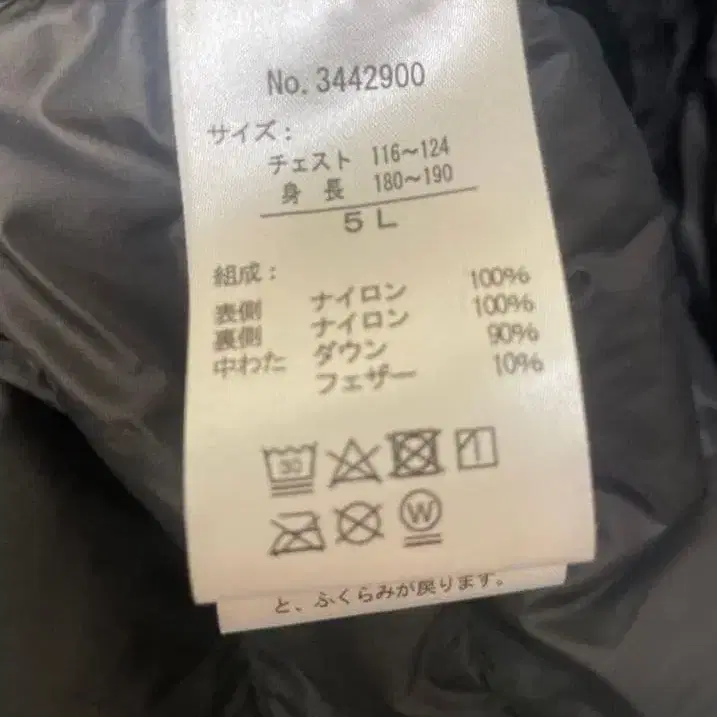 No. 3442900
サイズ：
チェスト 116～124
身 長 180～190
5L
組成：
表側 ナイロン 100%
裏側 ナイロン 100%
中わた ダウン 90%
フェザー 10%
30
W
と、ふくらみが戻ります。